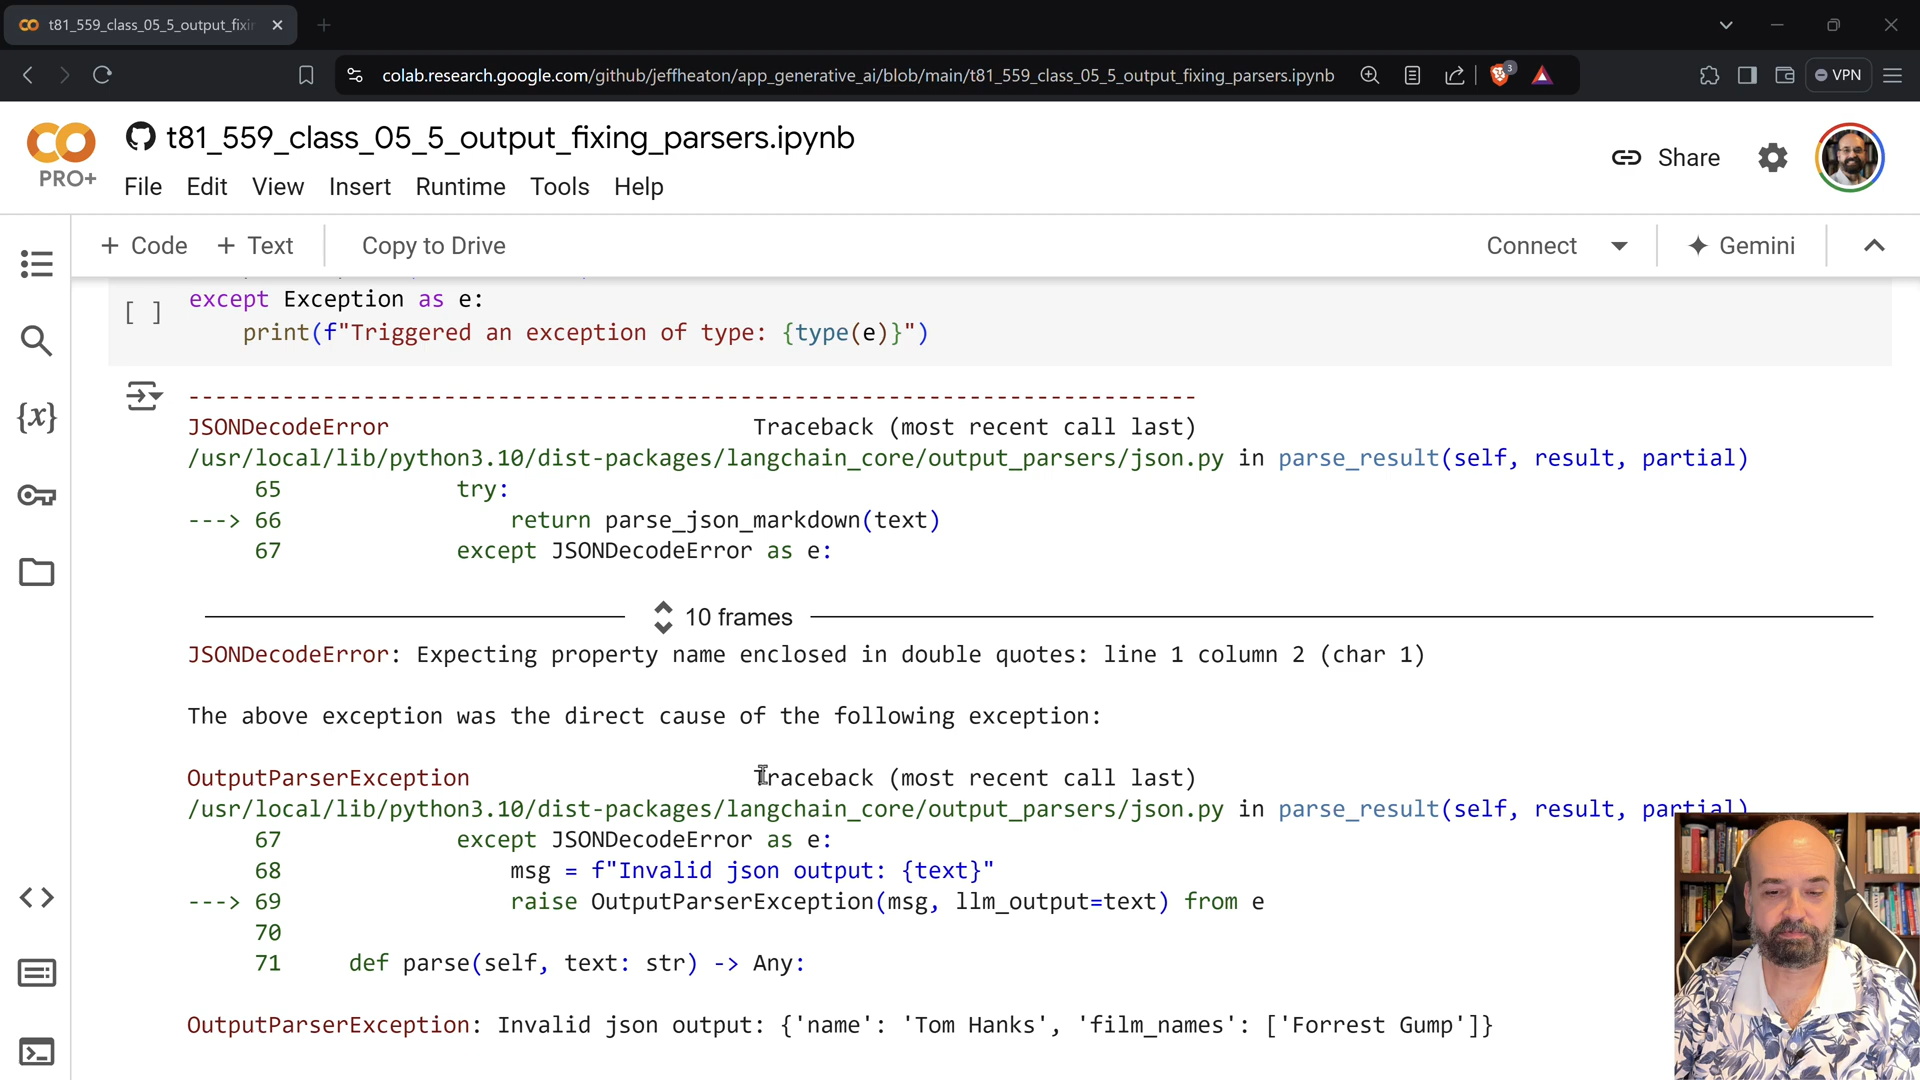 t81_559_class_05_5_output_fixin
colab.research.google.com/github/jeffheaton/app_generative_ai/blob/main/t81_559_class_05_5_output_fixing_parsers.ipynb
3
VPN
PRO+
t81_559_class_05_5_output_fixing_parsers.ipynb
Share
File Edit View Insert Runtime Tools Help
+ Code + Text Copy to Drive
Connect
Gemini
{x}
[ ]
except Exception as e:
print(f"Triggered an exception of type: {type(e)}")
---------------------------------------------------------------------------
JSONDecodeError Traceback (most recent call last)
/usr/local/lib/python3.10/dist-packages/langchain_core/output_parsers/json.py in parse_result(self, result, partial)
65 try:
---> 66 return parse_json_markdown(text)
67 except JSONDecodeError as e:
10 frames
JSONDecodeError: Expecting property name enclosed in double quotes: line 1 column 2 (char 1)
The above exception was the direct cause of the following exception:
OutputParserException Traceback (most recent call last)
/usr/local/lib/python3.10/dist-packages/langchain_core/output_parsers/json.py in parse_result(self, result, partial)
67 except JSONDecodeError as e:
68 msg = f"Invalid json output: {text}"
---> 69 raise OutputParserException(msg, llm_output=text) from e
70
71 def parse(self, text: str) -> Any:
OutputParserException: Invalid json output: {'name': 'Tom Hanks', 'film_names': ['Forrest Gump']}